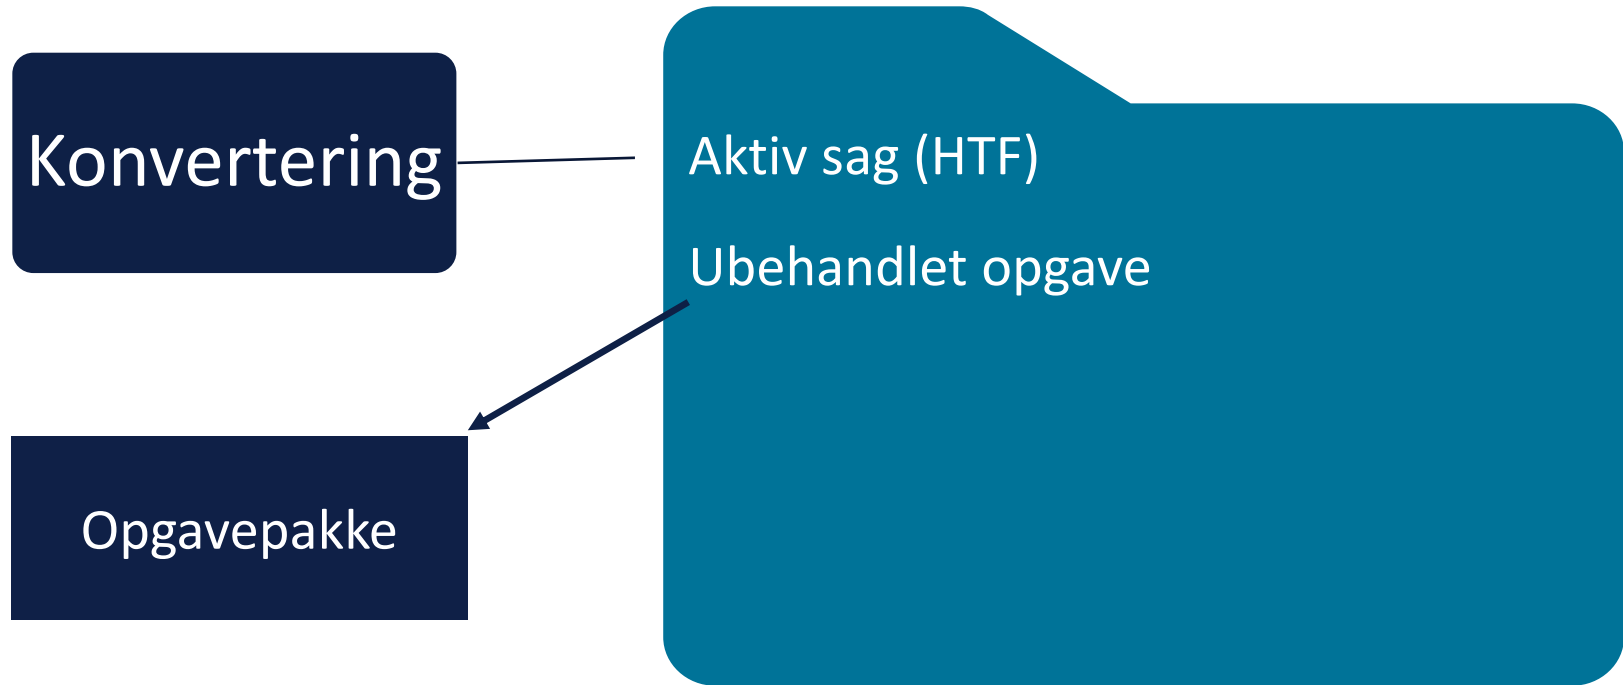 Konvertering
Aktiv sag (HTF)
Ubehandlet opgave
Opgavepakke